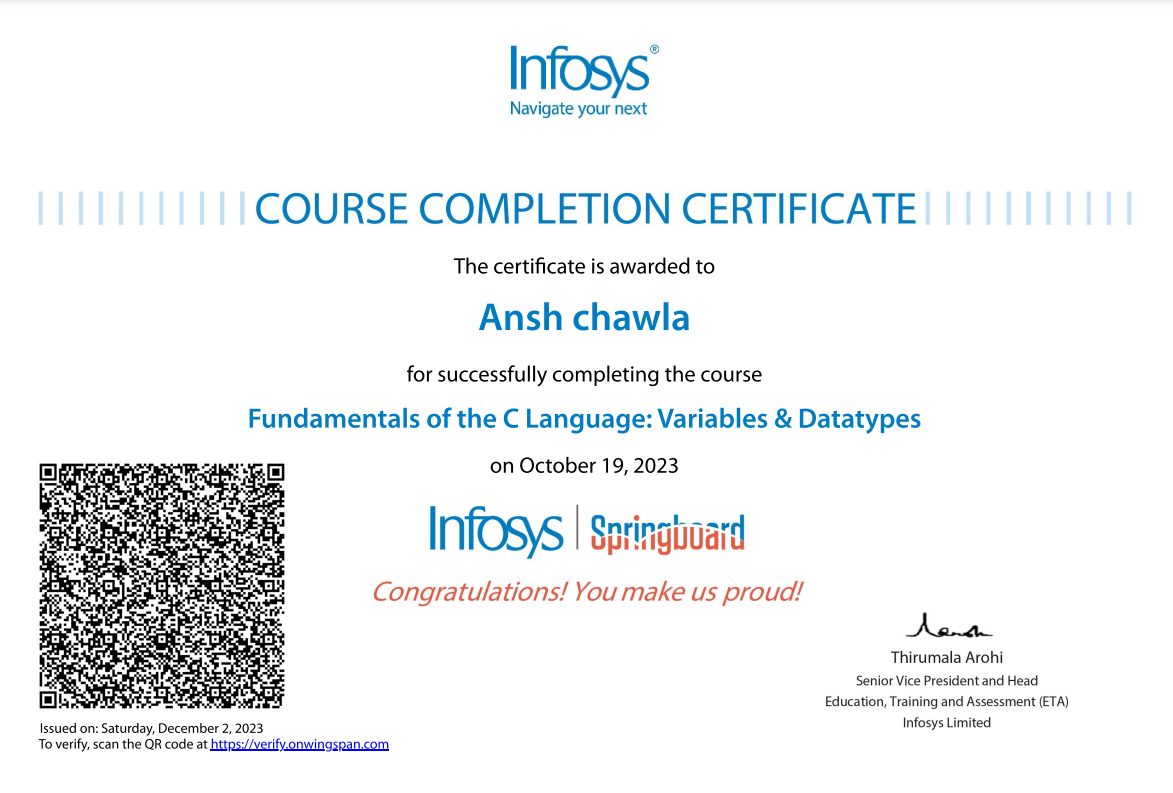 Infosys®
Navigate your next
COURSE COMPLETION CERTIFICATE
The certificate is awarded to
Ansh chawla
for successfully completing the course
Fundamentals of the C Language: Variables & Datatypes
on October 19, 2023
Infosys | Springboard
Congratulations! You make us proud!
Thirumala Arohi
Senior Vice President and Head
Education, Training and Assessment (ETA)
Infosys Limited
Issued on: Saturday, December 2, 2023
To verify, scan the QR code at https://verify.onwingspan.com